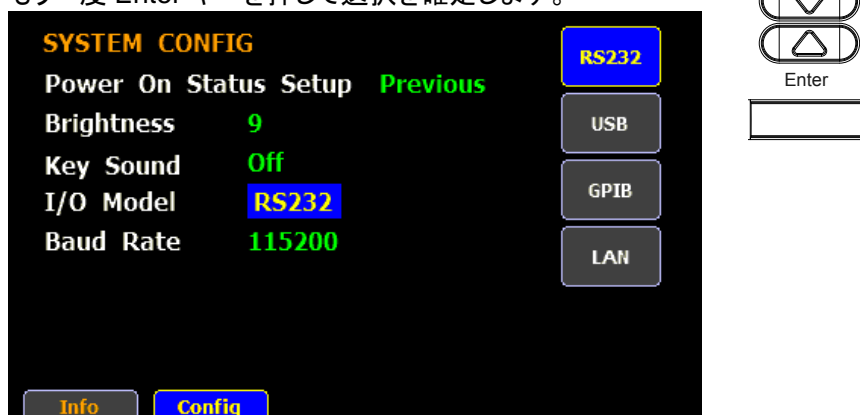 もう一度 Enter キーを押して選択を確定します。
SYSTEM CONFIG
Power On Status Setup Previous
Brightness 9
Key Sound Off
I/O Model RS232
Baud Rate 115200
RS232
USB
GPIB
LAN
Info Config
Enter